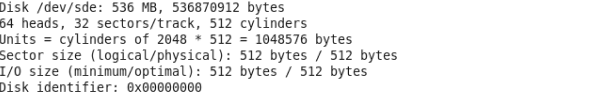 Disk /dev/sde: 536 MB, 536870912 bytes
64 heads, 32 sectors/track, 512 cylinders
Units = cylinders of 2048 * 512 = 1048576 bytes
Sector size (logical/physical): 512 bytes / 512 bytes
I/O size (minimum/optimal): 512 bytes / 512 bytes
Disk identifier: 0x00000000